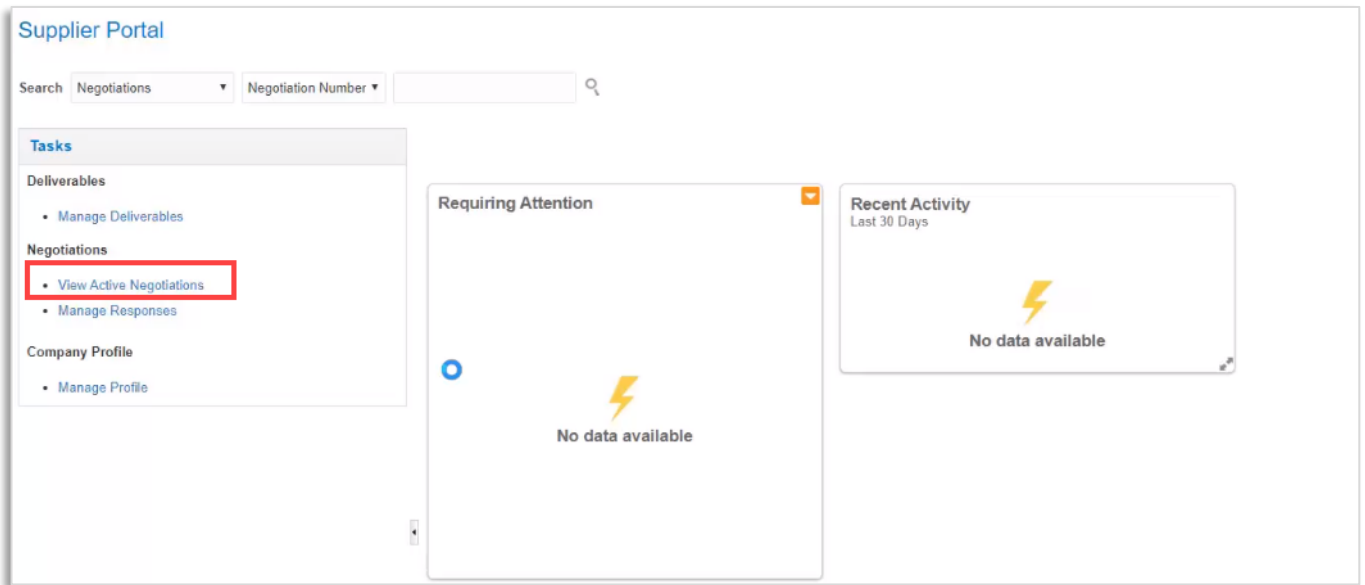 Supplier Portal
Search Negotiations Negotiation Number
Tasks
Deliverables
Manage Deliverables
Negotiations
View Active Negotiations
Manage Responses
Company Profile
Manage Profile
Requiring Attention
No data available
Recent Activity
Last 30 Days
No data available